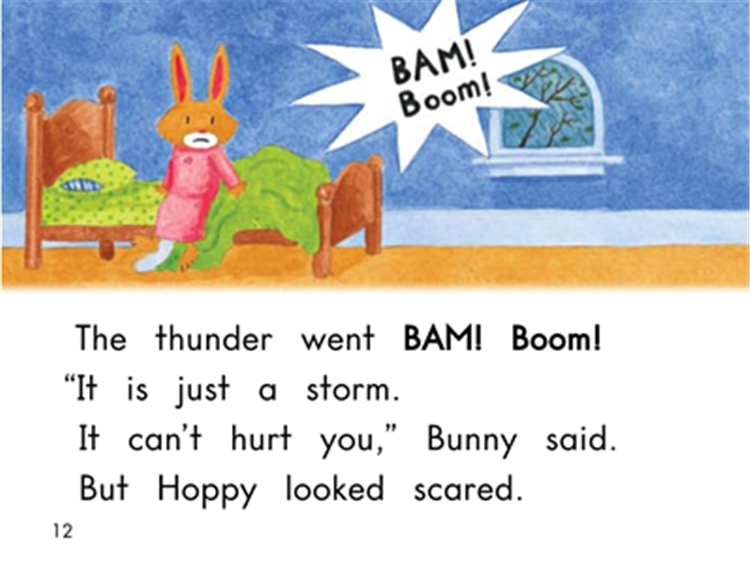 BAM!
Boom!
The thunder went BAM! Boom!
“It is just a storm.
It can’t hurt you,” Bunny said.
But Hoppy looked scared.
12